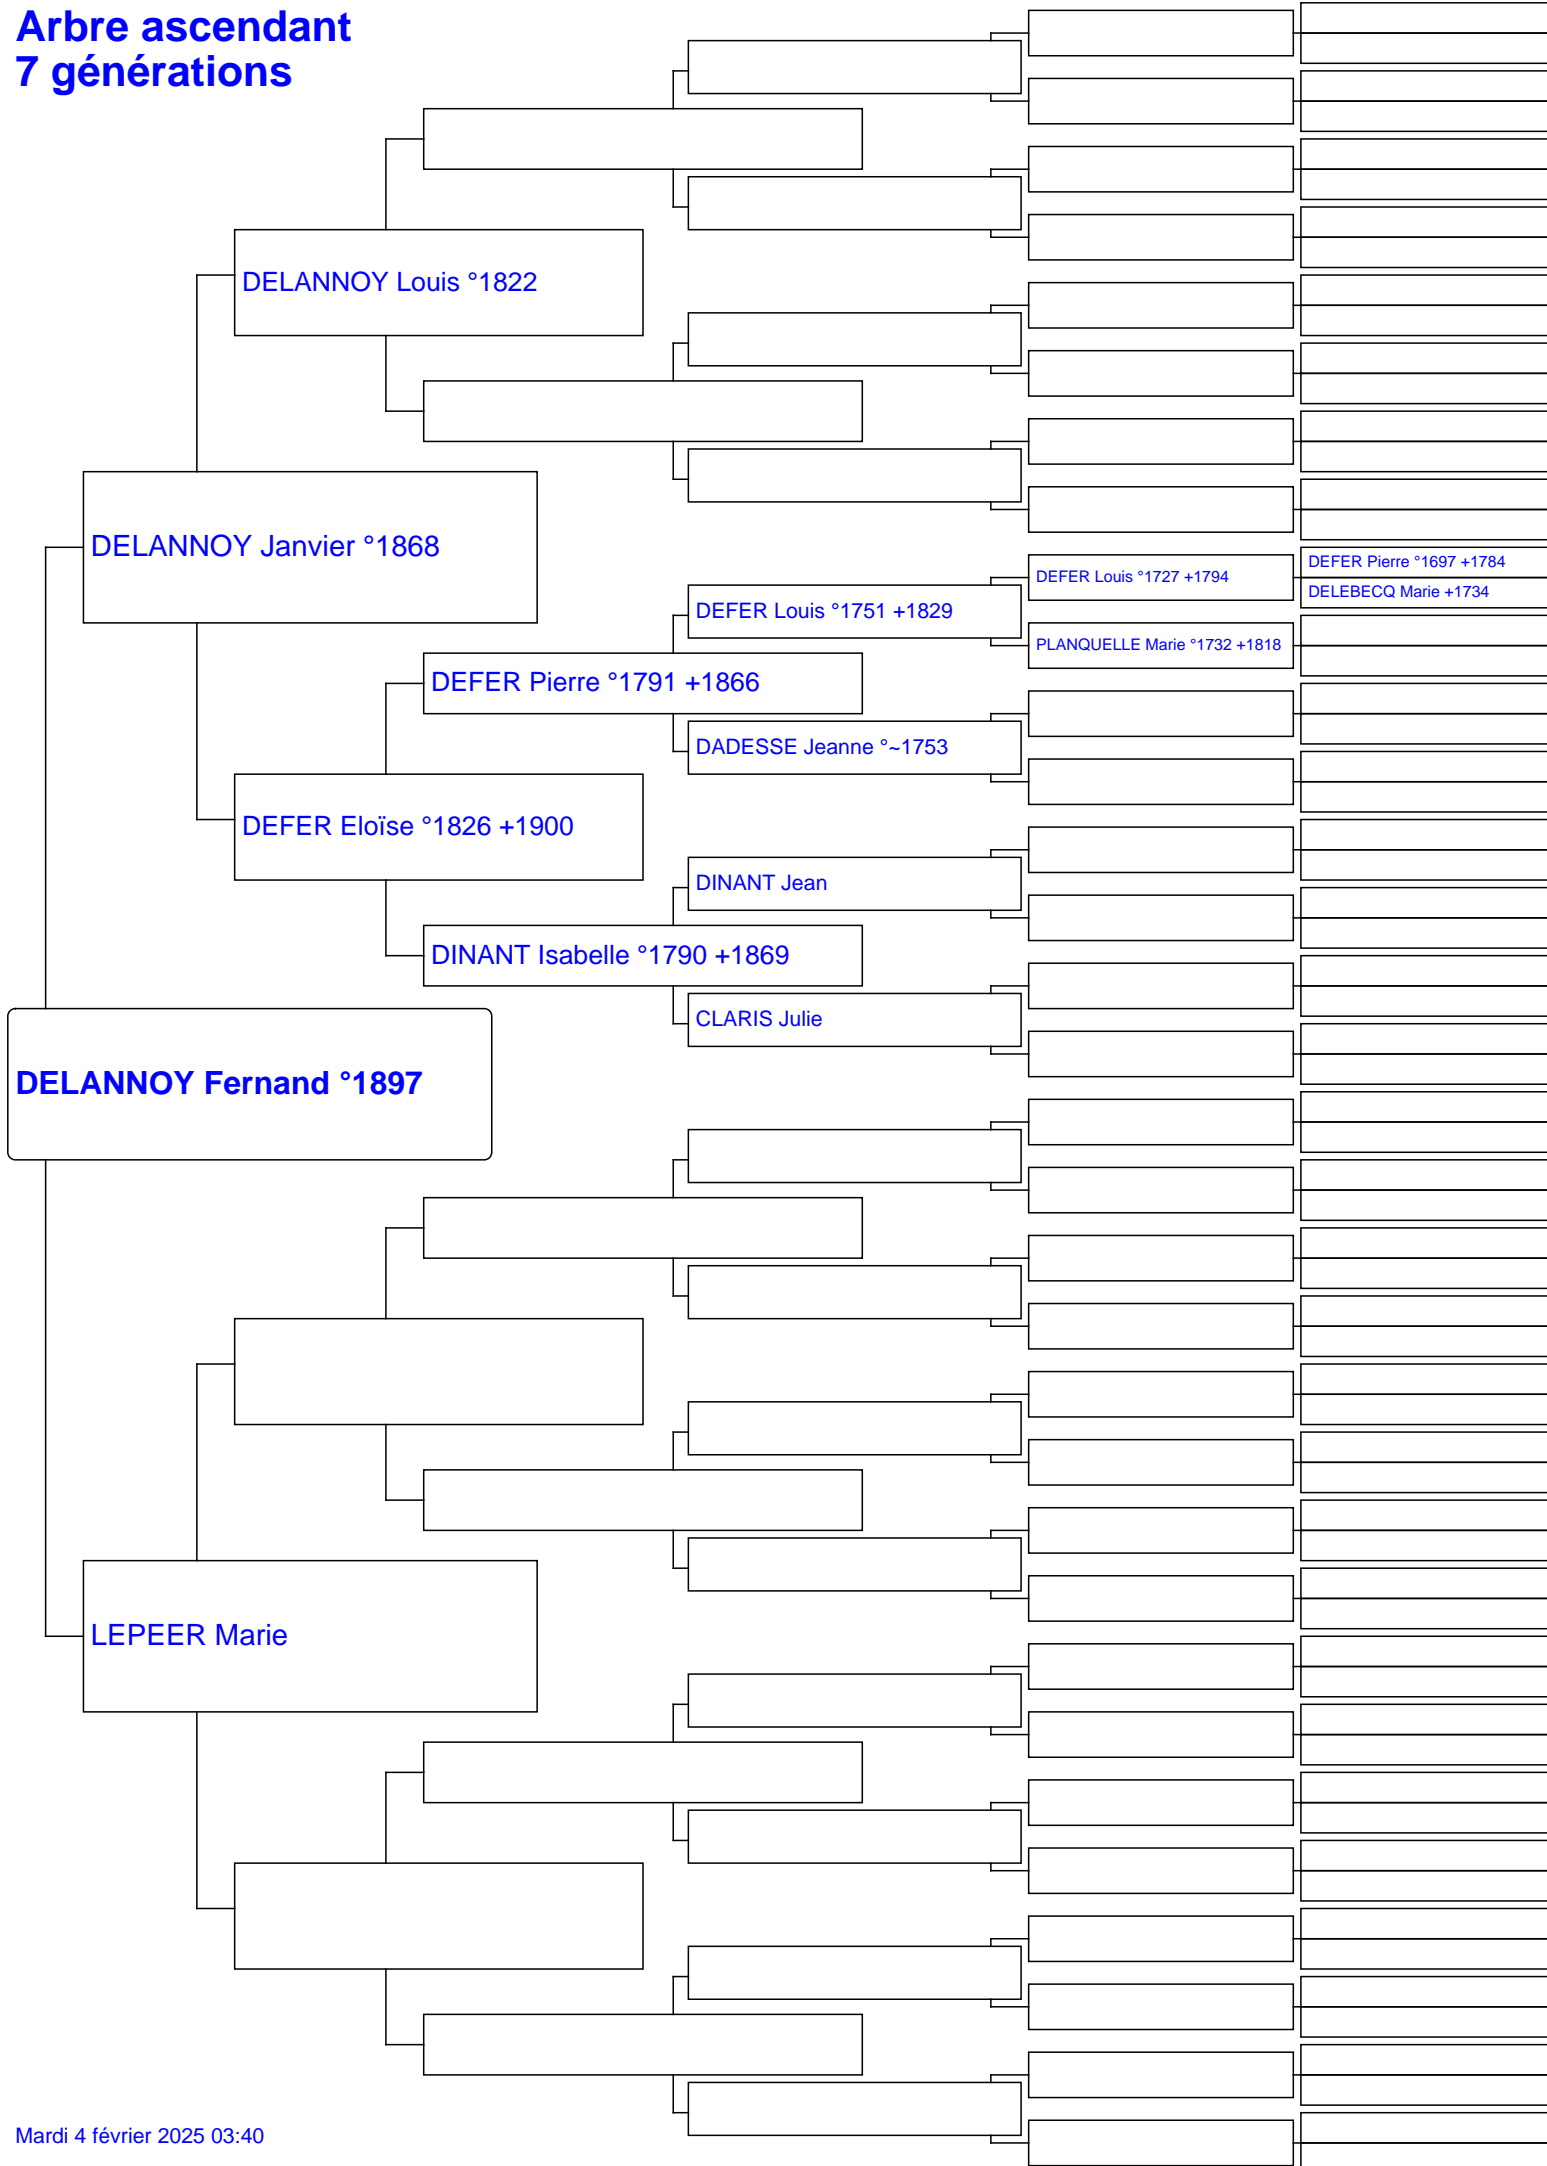 Arbre ascendant
7 générations
DELANNOY Louis °1822
DELANNOY Janvier °1868
DEFER Pierre °1697 +1784
DEFER Louis °1727 +1794
DELEBECQ Marie +1734
DEFER Louis °1751 +1829
PLANQUELLE Marie °1732 +1818
DEFER Pierre °1791 +1866
DADESSE Jeanne °~1753
DEFER Eloïse °1826 +1900
DINANT Jean
DINANT Isabelle °1790 +1869
CLARIS Julie
DELANNOY Fernand °1897
LEPEER Marie
Mardi 4 février 2025 03:40